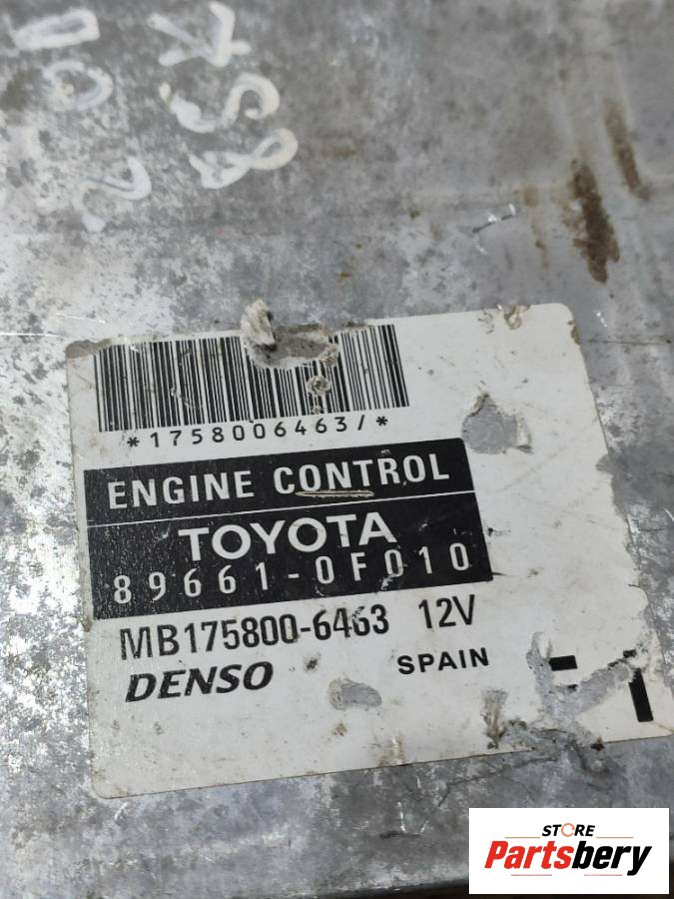 *1758006463/*
ENGINE CONTROL
TOYOTA
89661-0F010
MB175800-6463 12V
DENSO SPAIN
STORE
Partsbery